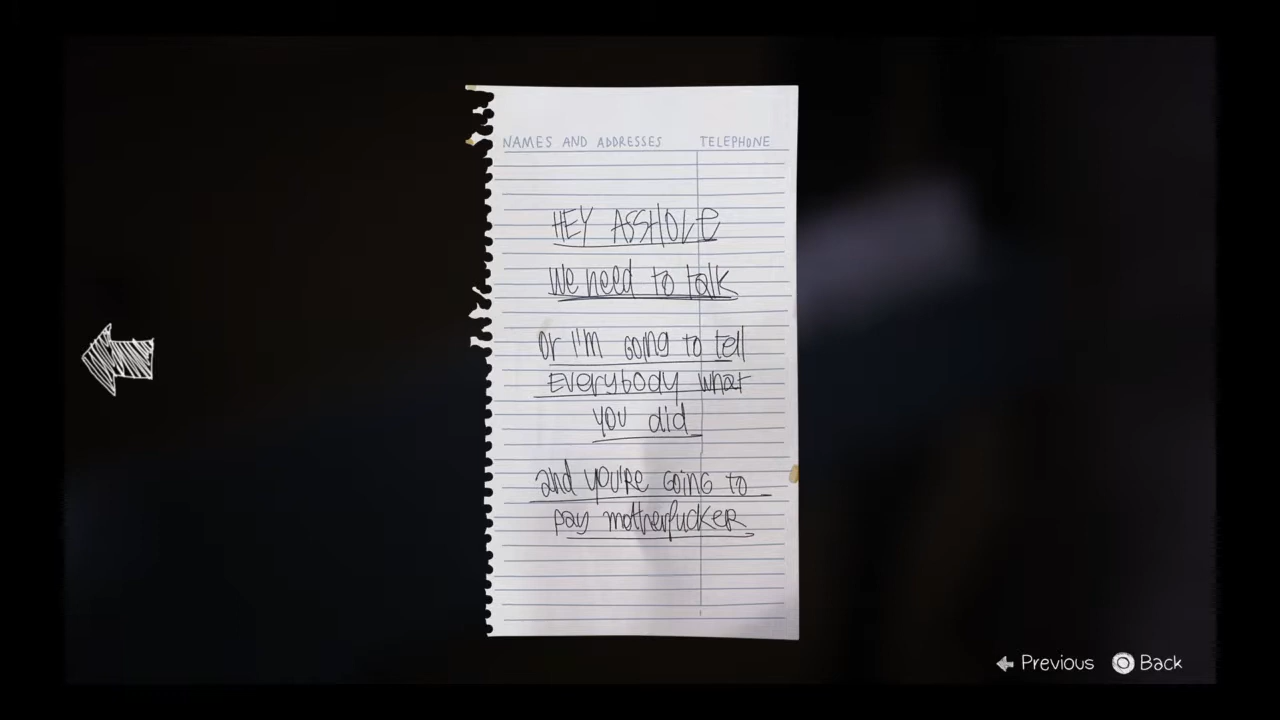 NAMES AND ADDRESSES TELEPHONE
HEY ASSHOLE
We need to talk
Or I'm GOing to tell
EVerybody what
YOU did
and you're GOING to
pay motherfucKER
Previous Back